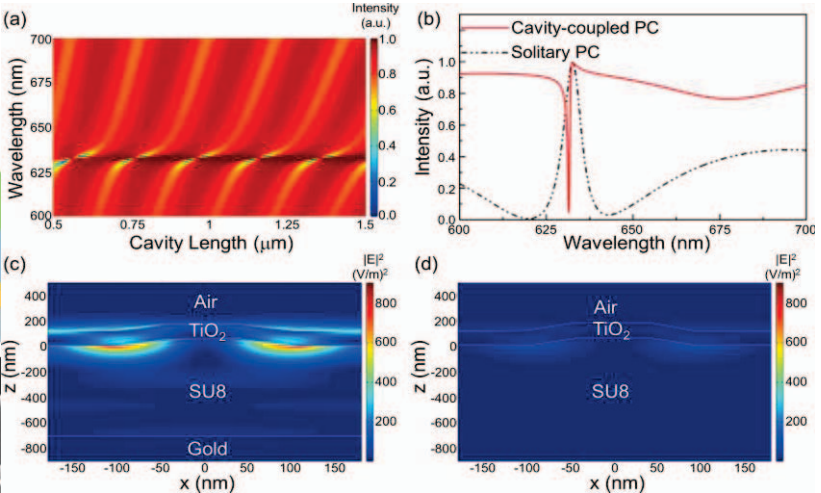 (a)
Intensity
(a.u.)
700
675
650
625
600
Wavelength (nm)
0.5
0.75
1
1.25
1.5
Cavity Length (μm)
1.0
0.8
0.6
0.4
0.2
0.0
(b)
Cavity-coupled PC
Solitary PC
1.0
0.8
0.6
0.4
0.2
0.0
Intensity (a.u.)
600
625
650
675
700
Wavelength (nm)
(c)
|E|²
(V/m)²
400
200
0
-200
-400
-600
-800
z (nm)
Air
TiO₂
SU8
Gold
-150
-100
-50
0
50
100
150
x (nm)
800
600
400
200
(d)
|E|²
(V/m)²
400
200
0
-200
-400
-600
-800
z (nm)
Air
TiO₂
SU8
-150
-100
-50
0
50
100
150
x (nm)
800
600
400
200